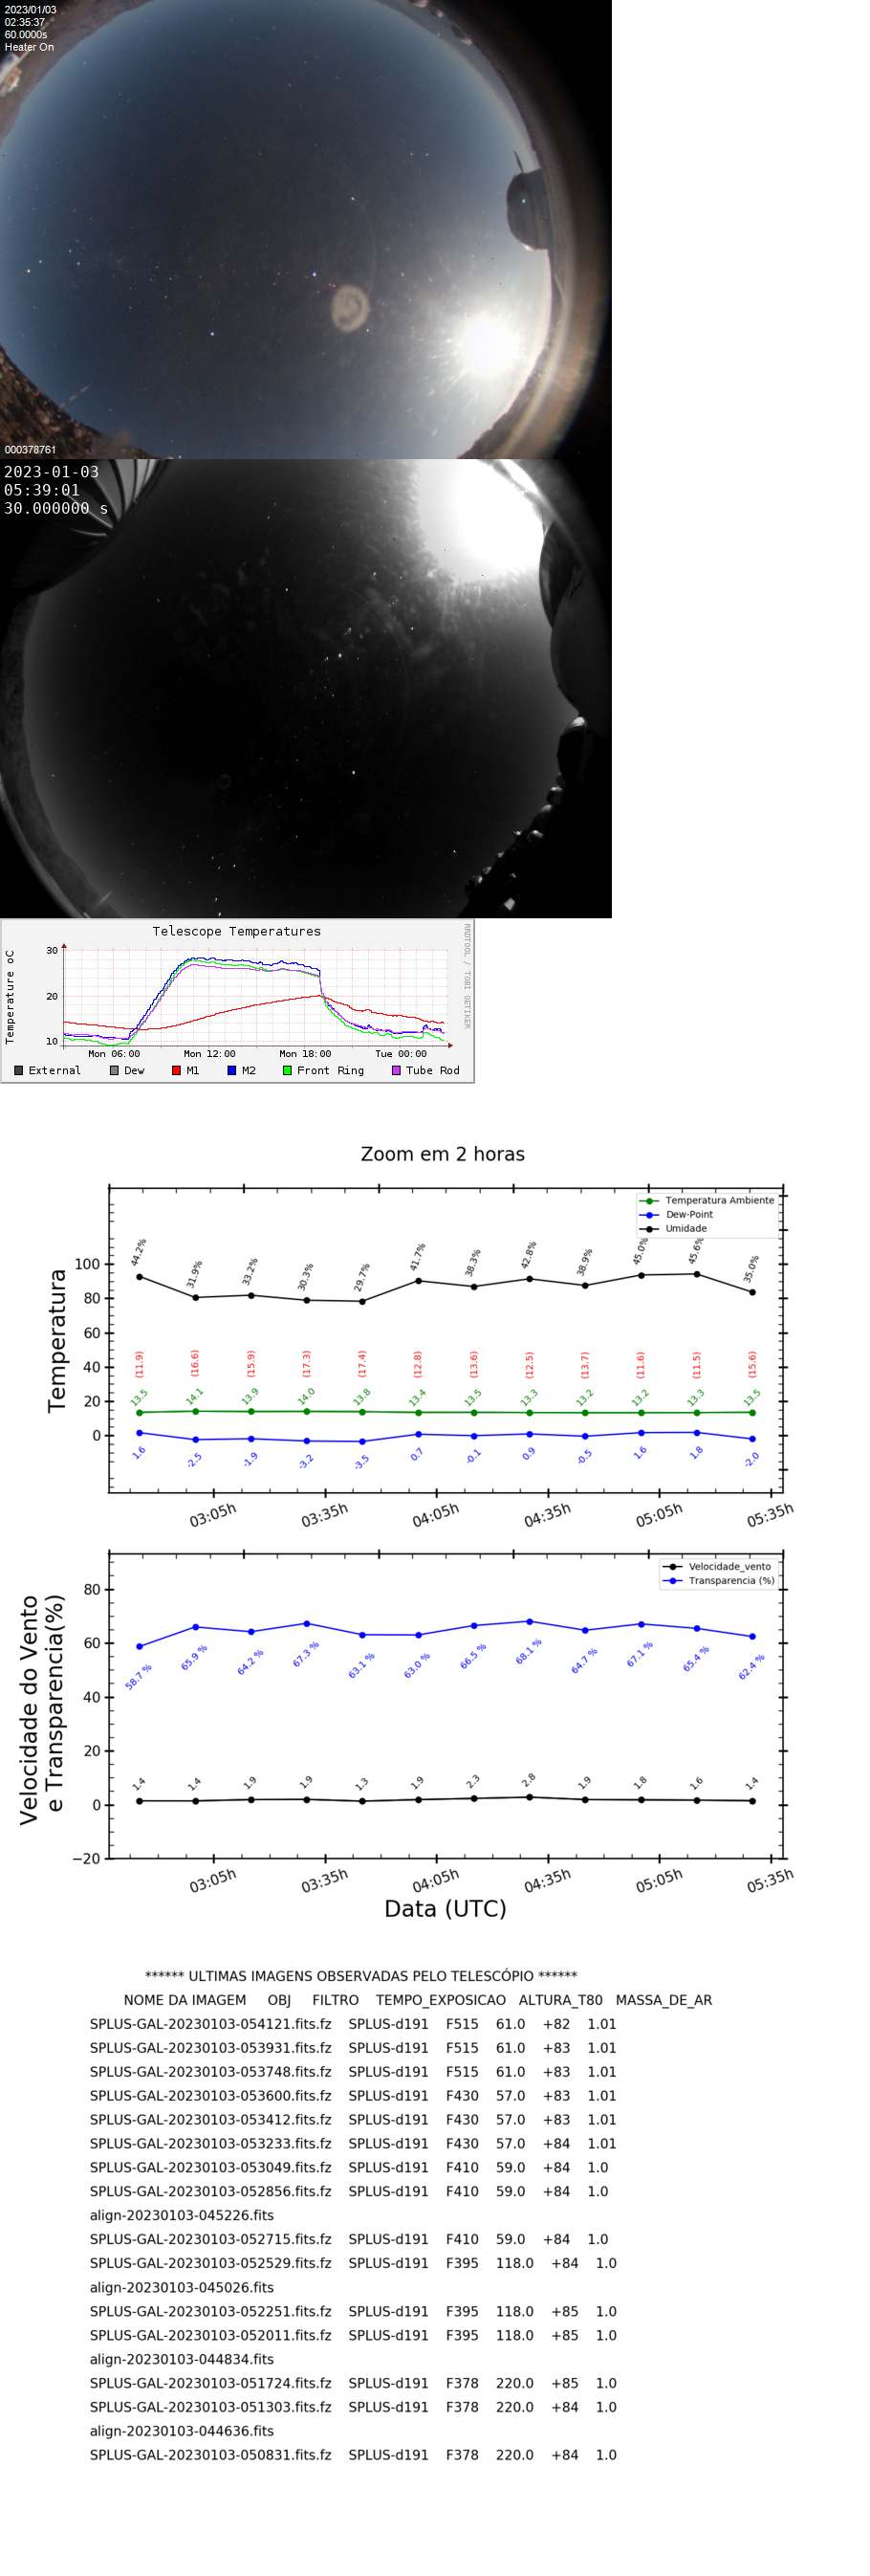 2023/01/03
02:35:37
60.0000s
Heater On
000378761
2023-01-03
05:39:01
30.000000 s
Telescope Temperatures
Temperature oC
30
20
10
Mon 06:00 Mon 12:00 Mon 18:00 Tue 00:00
External Dew M1 M2 Front Ring Tube Rod
RRDTOOL / TOBI OETIKER
Zoom em 2 horas
Temperatura Ambiente
Dew-Point
Umidade
Temperatura
100
80
60
40
20
0
44.2% 31.9% 33.2% 30.3% 29.7% 41.7% 38.3% 42.8% 38.9% 45.0% 45.6% 35.0%
(11.9) (16.6) (15.9) (17.3) (17.4) (12.8) (13.6) (12.5) (13.7) (11.6) (11.5) (15.6)
13.5 14.1 13.9 14.0 13.8 13.4 13.5 13.3 13.2 13.2 13.3 13.5
1.6 -2.5 -1.9 -3.2 -3.5 0.7 -0.1 0.9 -0.5 1.6 1.8 -2.0
03:05h 03:35h 04:05h 04:35h 05:05h 05:35h
Velocidade_vento
Transparencia (%)
Velocidade do Vento
e Transparencia(%)
80
60
40
20
0
−20
58.7 % 65.9 % 64.2 % 67.3 % 63.1 % 63.0 % 66.5 % 68.1 % 64.7 % 67.1 % 65.4 % 62.4 %
1.4 1.4 1.9 1.9 1.3 1.9 2.3 2.8 1.9 1.8 1.6 1.4
03:05h 03:35h 04:05h 04:35h 05:05h 05:35h
Data (UTC)
****** ULTIMAS IMAGENS OBSERVADAS PELO TELESCÓPIO ******
NOME DA IMAGEM OBJ FILTRO TEMPO_EXPOSICAO ALTURA_T80 MASSA_DE_AR
SPLUS-GAL-20230103-054121.fits.fz SPLUS-d191 F515 61.0 +82 1.01
SPLUS-GAL-20230103-053931.fits.fz SPLUS-d191 F515 61.0 +83 1.01
SPLUS-GAL-20230103-053748.fits.fz SPLUS-d191 F515 61.0 +83 1.01
SPLUS-GAL-20230103-053600.fits.fz SPLUS-d191 F430 57.0 +83 1.01
SPLUS-GAL-20230103-053412.fits.fz SPLUS-d191 F430 57.0 +83 1.01
SPLUS-GAL-20230103-053233.fits.fz SPLUS-d191 F430 57.0 +84 1.01
SPLUS-GAL-20230103-053049.fits.fz SPLUS-d191 F410 59.0 +84 1.0
SPLUS-GAL-20230103-052856.fits.fz SPLUS-d191 F410 59.0 +84 1.0
align-20230103-045226.fits
SPLUS-GAL-20230103-052715.fits.fz SPLUS-d191 F410 59.0 +84 1.0
SPLUS-GAL-20230103-052529.fits.fz SPLUS-d191 F395 118.0 +84 1.0
align-20230103-045026.fits
SPLUS-GAL-20230103-052251.fits.fz SPLUS-d191 F395 118.0 +85 1.0
SPLUS-GAL-20230103-052011.fits.fz SPLUS-d191 F395 118.0 +85 1.0
align-20230103-044834.fits
SPLUS-GAL-20230103-051724.fits.fz SPLUS-d191 F378 220.0 +85 1.0
SPLUS-GAL-20230103-051303.fits.fz SPLUS-d191 F378 220.0 +84 1.0
align-20230103-044636.fits
SPLUS-GAL-20230103-050831.fits.fz SPLUS-d191 F378 220.0 +84 1.0